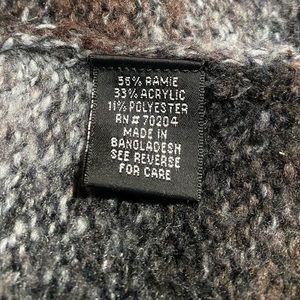 55% RAMIE
33% ACRYLIC
11% POLYESTER
RN # 70204
MADE IN
BANGLADESH
SEE REVERSE
FOR CARE